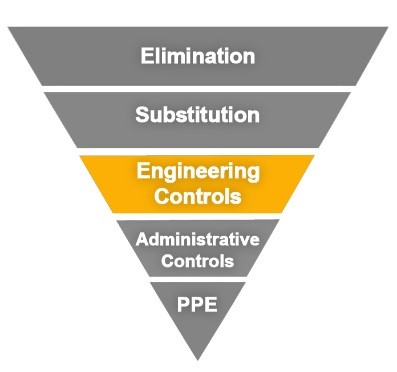 Elimination
Substitution
Engineering
Controls
Administrative
Controls
PPE